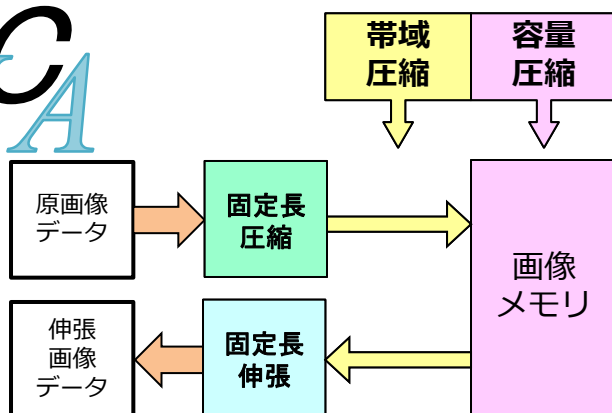 CA
帯域
圧縮
容量
圧縮
原画像
データ
固定長
圧縮
画像
メモリ
伸張
画像
データ
固定長
伸張